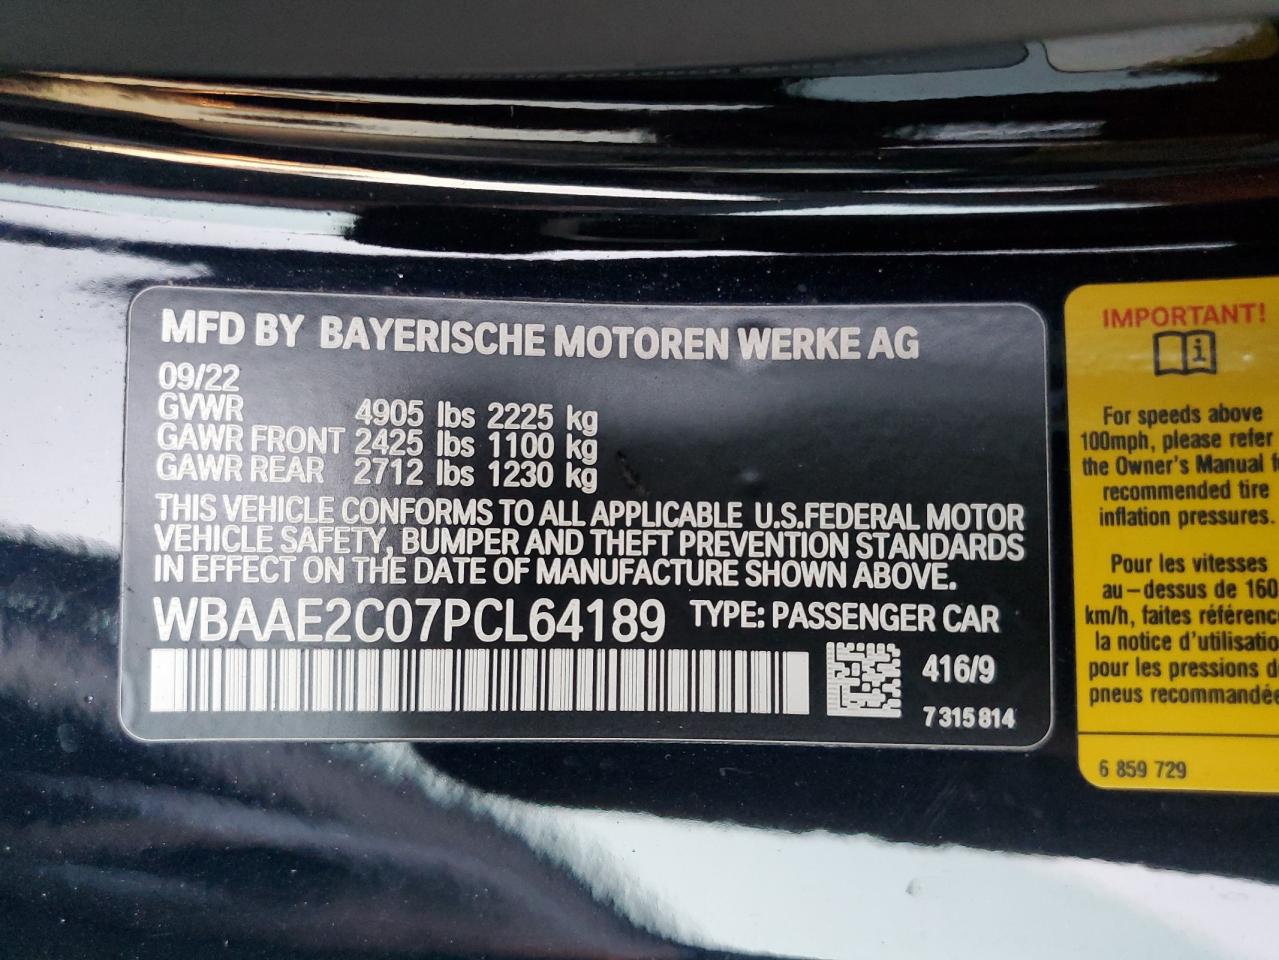 MFD BY BAYERISCHE MOTOREN WERKE AG
09/22
GVWR 4905 lbs 2225 kg
GAWR FRONT 2425 lbs 1100 kg
GAWR REAR 2712 lbs 1230 kg
THIS VEHICLE CONFORMS TO ALL APPLICABLE U.S.FEDERAL MOTOR
VEHICLE SAFETY, BUMPER AND THEFT PREVENTION STANDARDS
IN EFFECT ON THE DATE OF MANUFACTURE SHOWN ABOVE.
WBAAE2C07PCL64189 TYPE: PASSENGER CAR
416/9
7 315 814
IMPORTANT!
For speeds above
100mph, please refer
the Owner's Manual
recommended tire
inflation pressures.
Pour les vitesses
au-dessus de 160
km/h, faites
la notice
pour les pressions
pneus
6 859 729